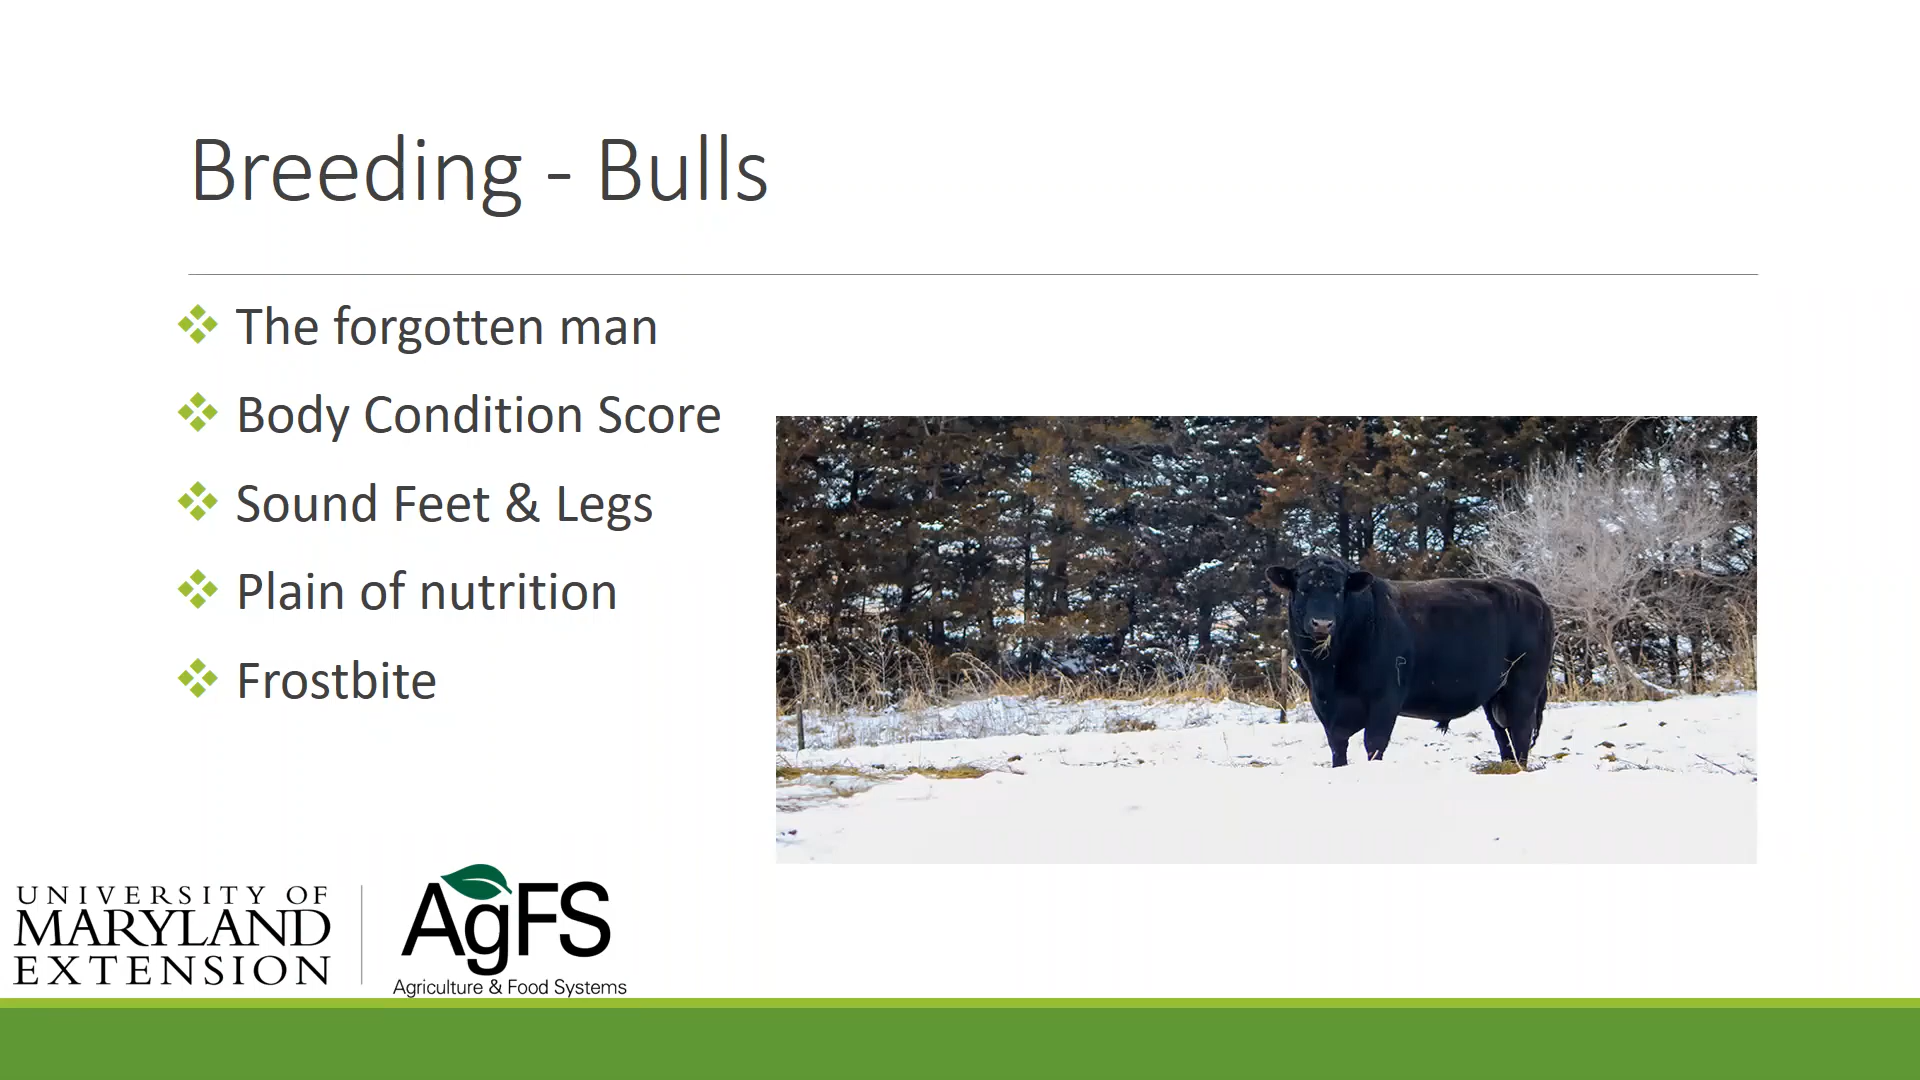 Breeding - Bulls
The forgotten man
Body Condition Score
Sound Feet & Legs
Plain of nutrition
Frostbite
UNIVERSITY OF
MARYLAND
EXTENSION
AgFS
Agriculture & Food Systems